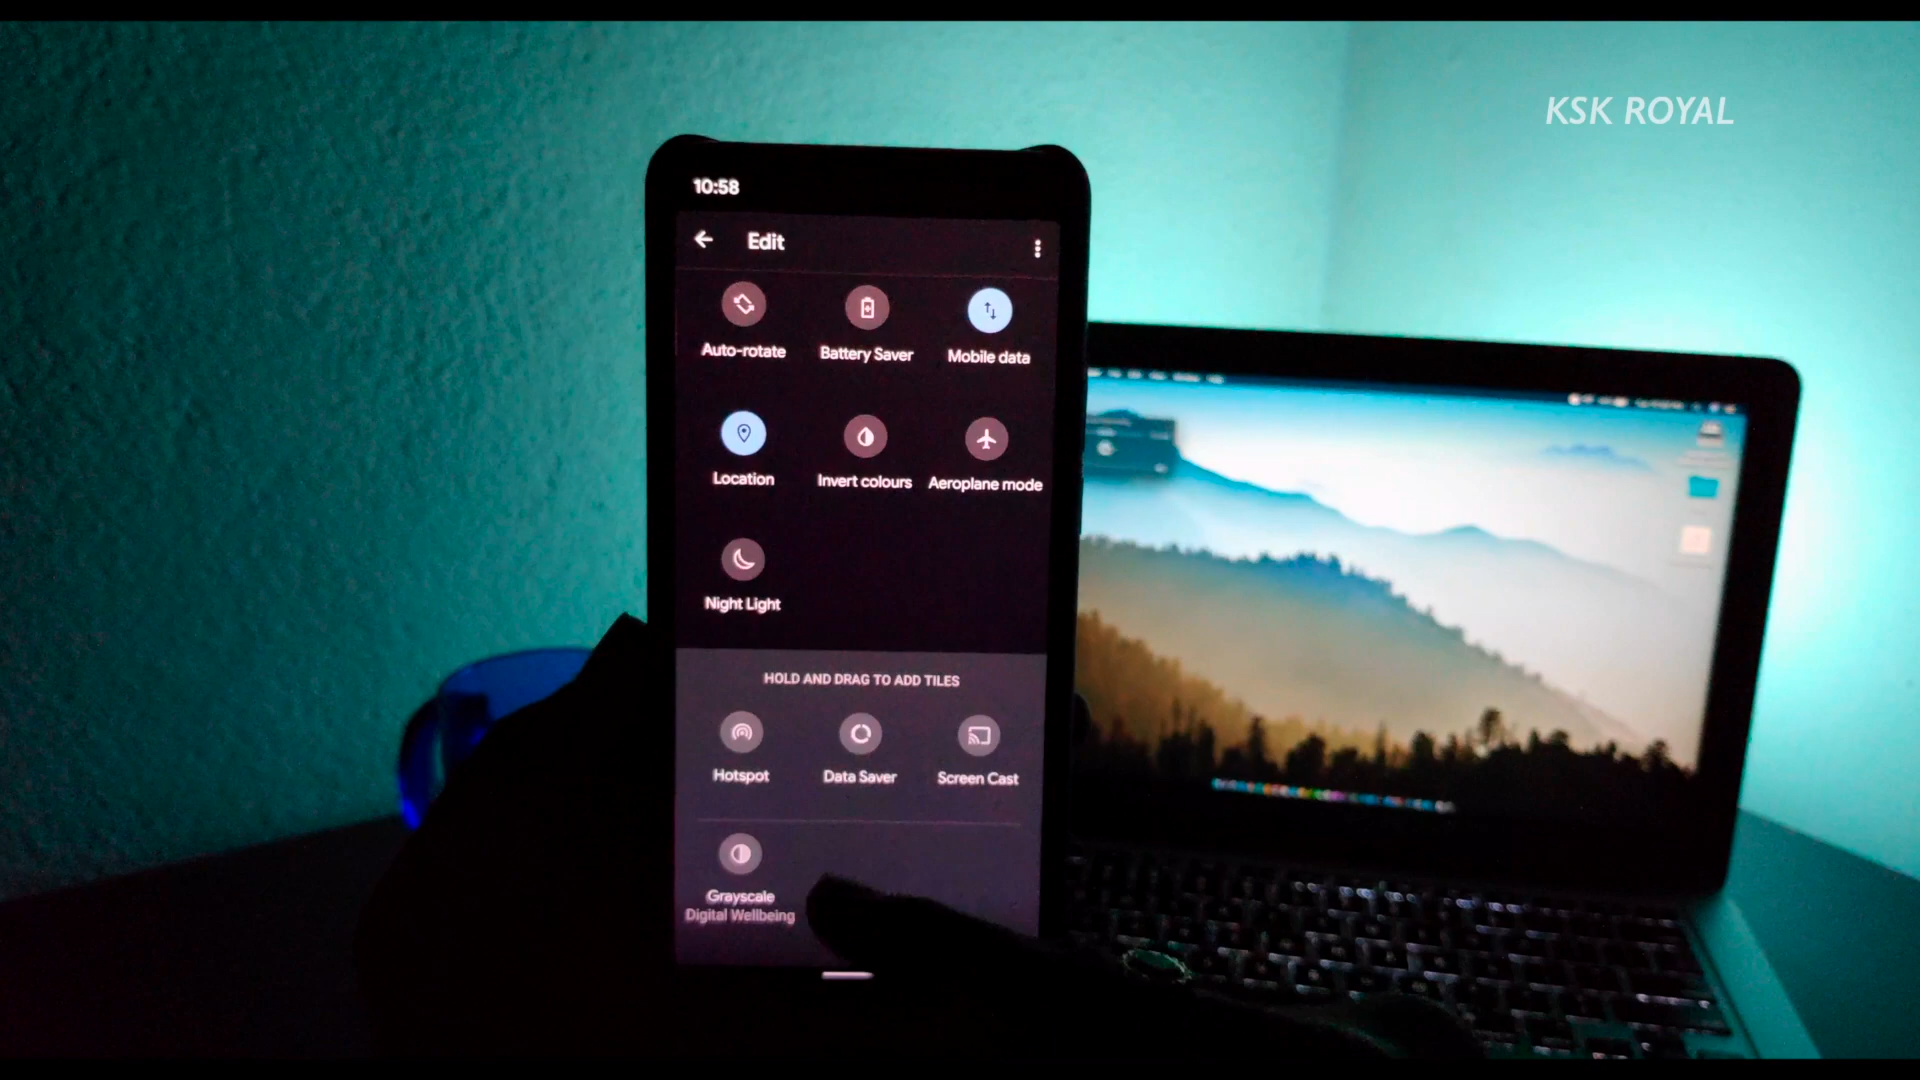 KSK ROYAL
10:58
Edit
Auto-rotate Battery Saver Mobile data
Location Invert colours Aeroplane mode
Night Light
HOLD AND DRAG TO ADD TILES
Hotspot Data Saver Screen Cast
Grayscale
Digital Wellbeing